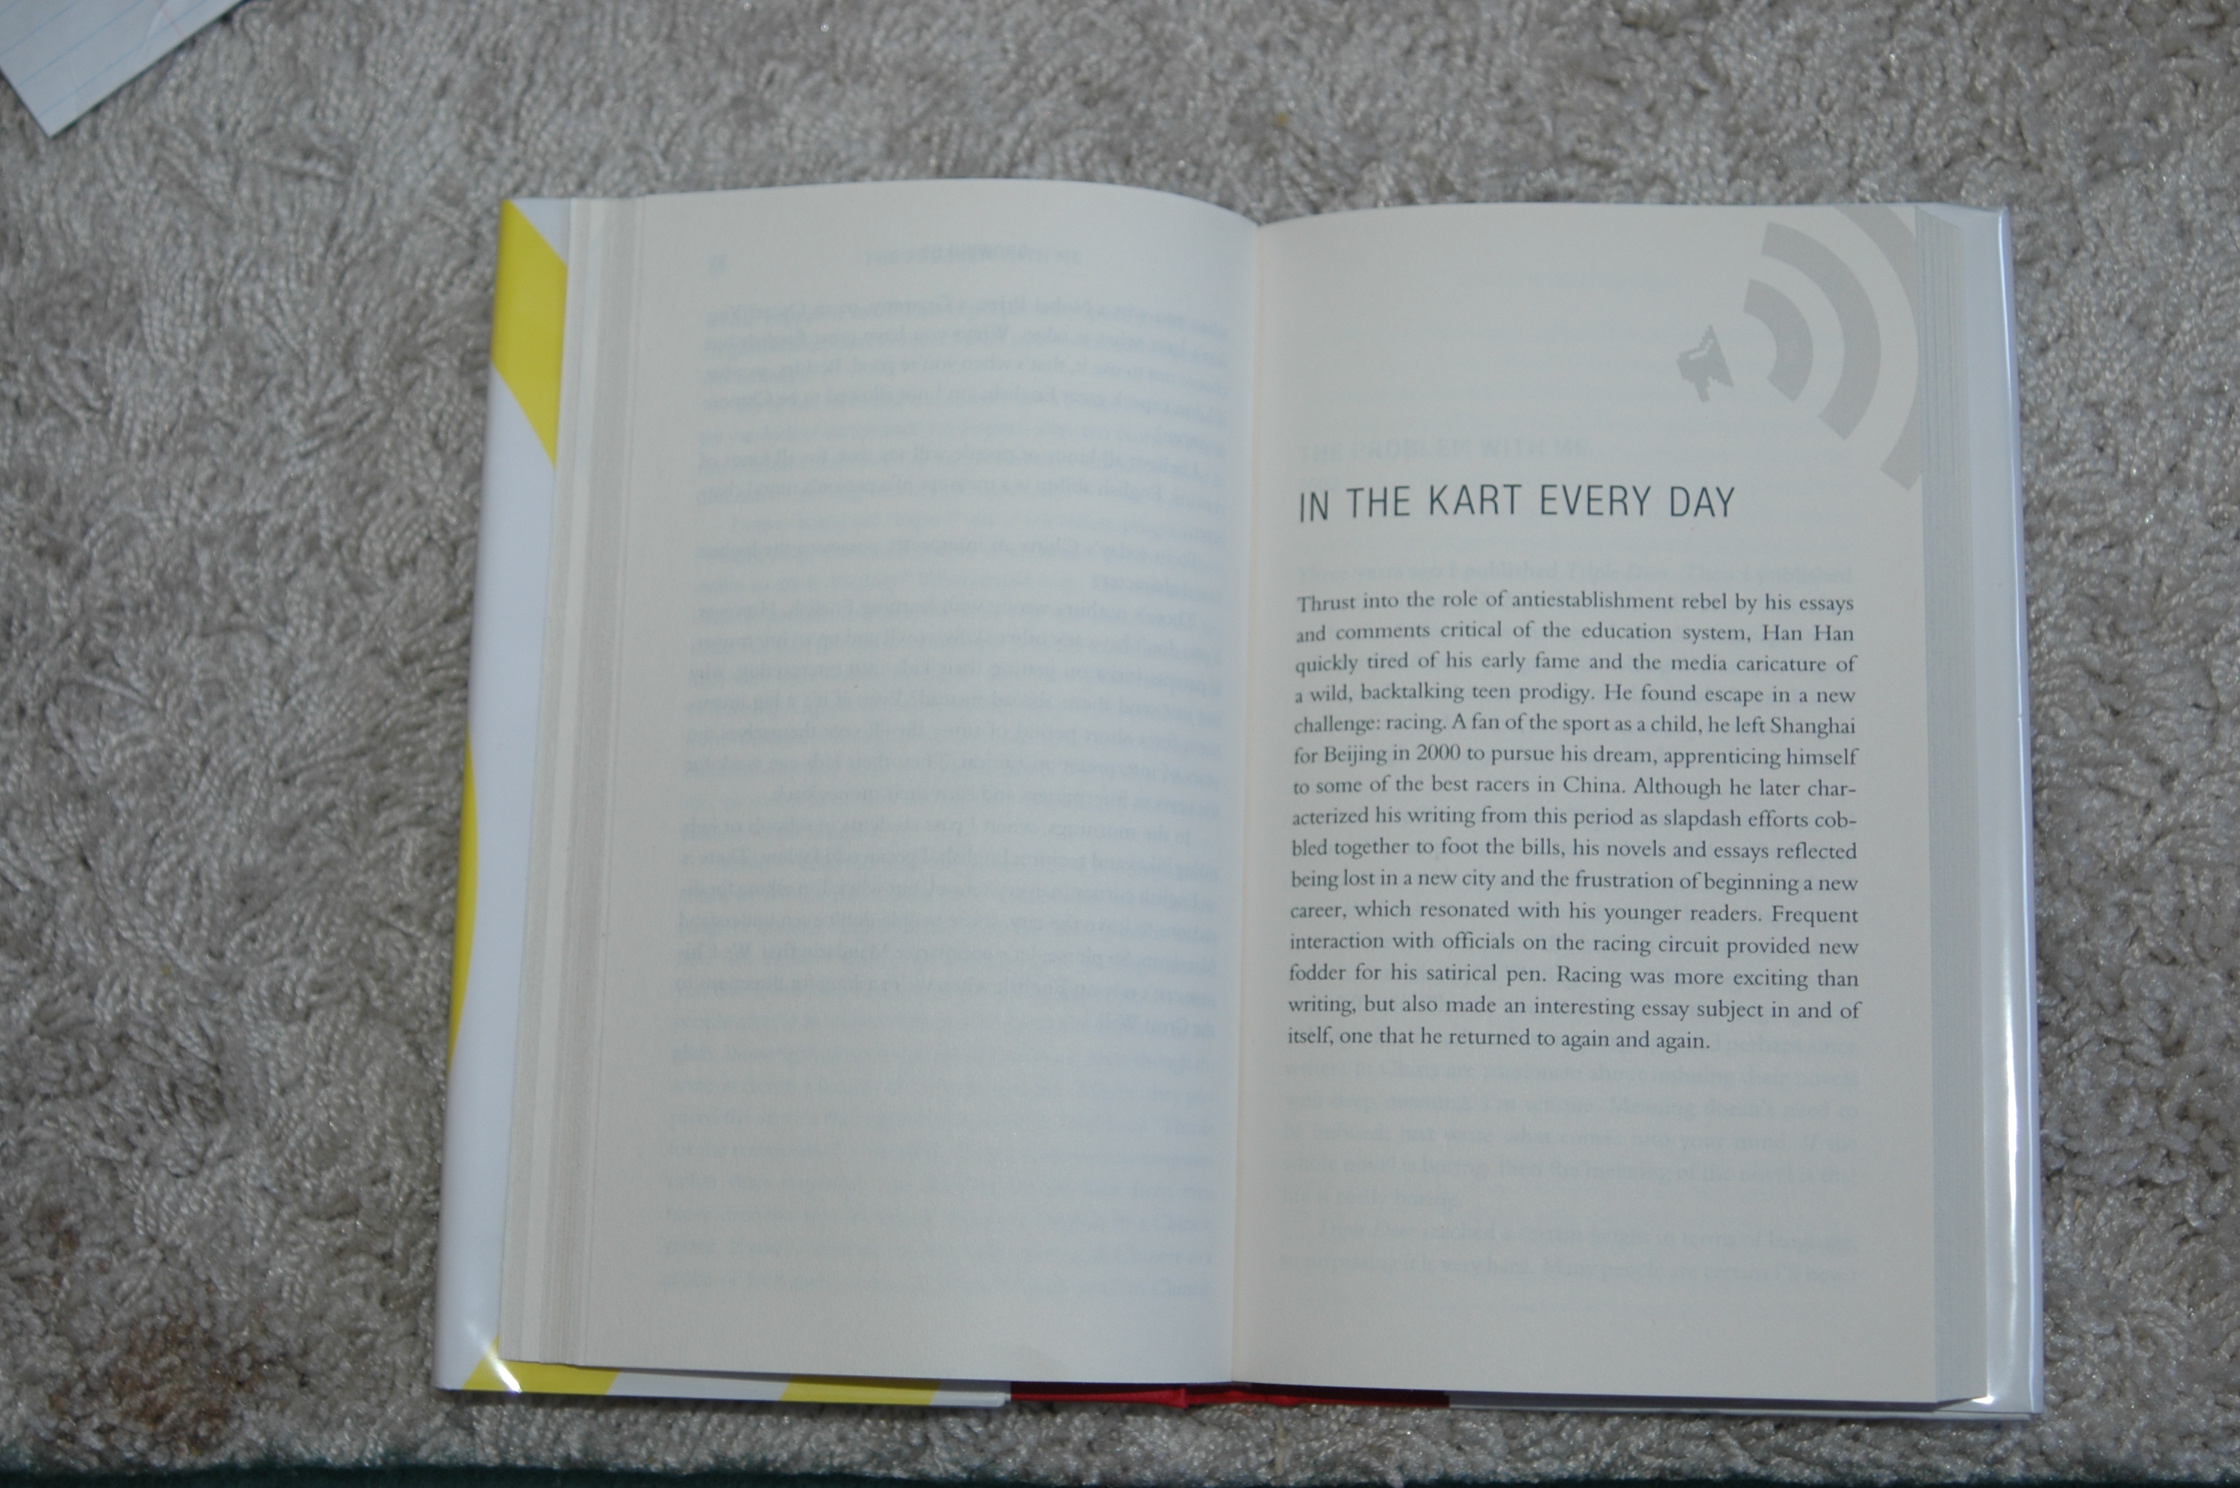 IN THE KART EVERY DAY
Thrust into the role of antiestablishment rebel by his essays
and comments critical of the education system, Han Han
quickly tired of his early fame and the media caricature of
a wild, backtalking teen prodigy. He found escape in a new
challenge: racing. A fan of the sport as a child, he left Shanghai
for Beijing in 2000 to pursue his dream, apprenticing himself
to some of the best racers in China. Although he later char-
acterized his writing from this period as slapdash efforts cob-
bled together to foot the bills, his novels and essays reflected
being lost in a new city and the frustration of beginning a new
career, which resonated with his younger readers. Frequent
interaction with officials on the racing circuit provided new
fodder for his satirical pen. Racing was more exciting than
writing, but also made an interesting essay subject in and of
itself, one that he returned to again and again.